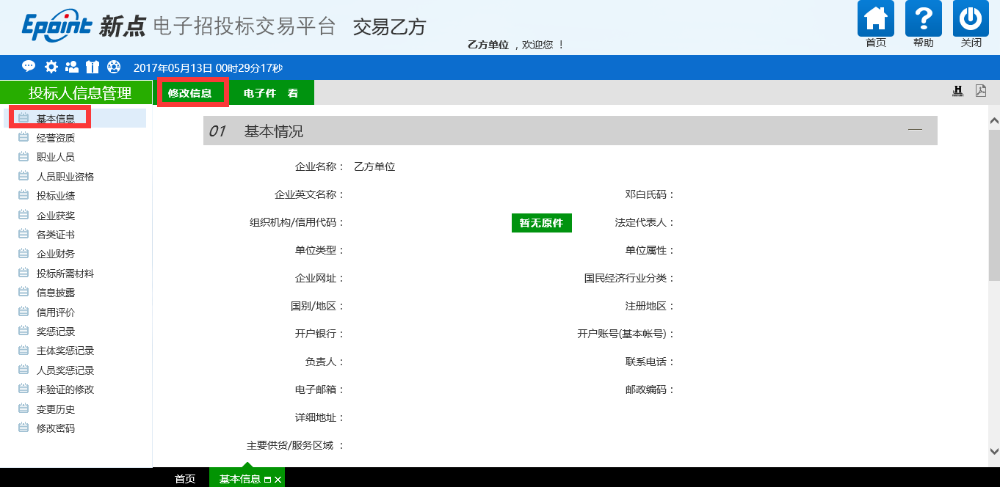 Epoint 新点 电子招投标交易平台 交易乙方
乙方单位 ，欢迎您 ！
首页 帮助 关闭
2017年05月13日 00时29分17秒
投标人信息管理
修改信息 电子件 看
HISTORY
基本信息
经营资质
职业人员
人员职业资格
投标业绩
企业获奖
各类证书
企业财务
投标所需材料
信息披露
信用评价
奖惩记录
主体奖惩记录
人员奖惩记录
未验证的修改
变更历史
修改密码
01 基本情况
企业名称： 乙方单位
企业英文名称： 邓白氏码：
组织机构/信用代码： 暂无原件 法定代表人：
单位类型： 单位属性：
企业网址： 国民经济行业分类：
国别/地区： 注册地区：
开户银行： 开户账号(基本帐号)：
负责人： 联系电话：
电子邮箱： 邮政编码：
详细地址：
主要供货/服务区域 ：
首页 基本信息